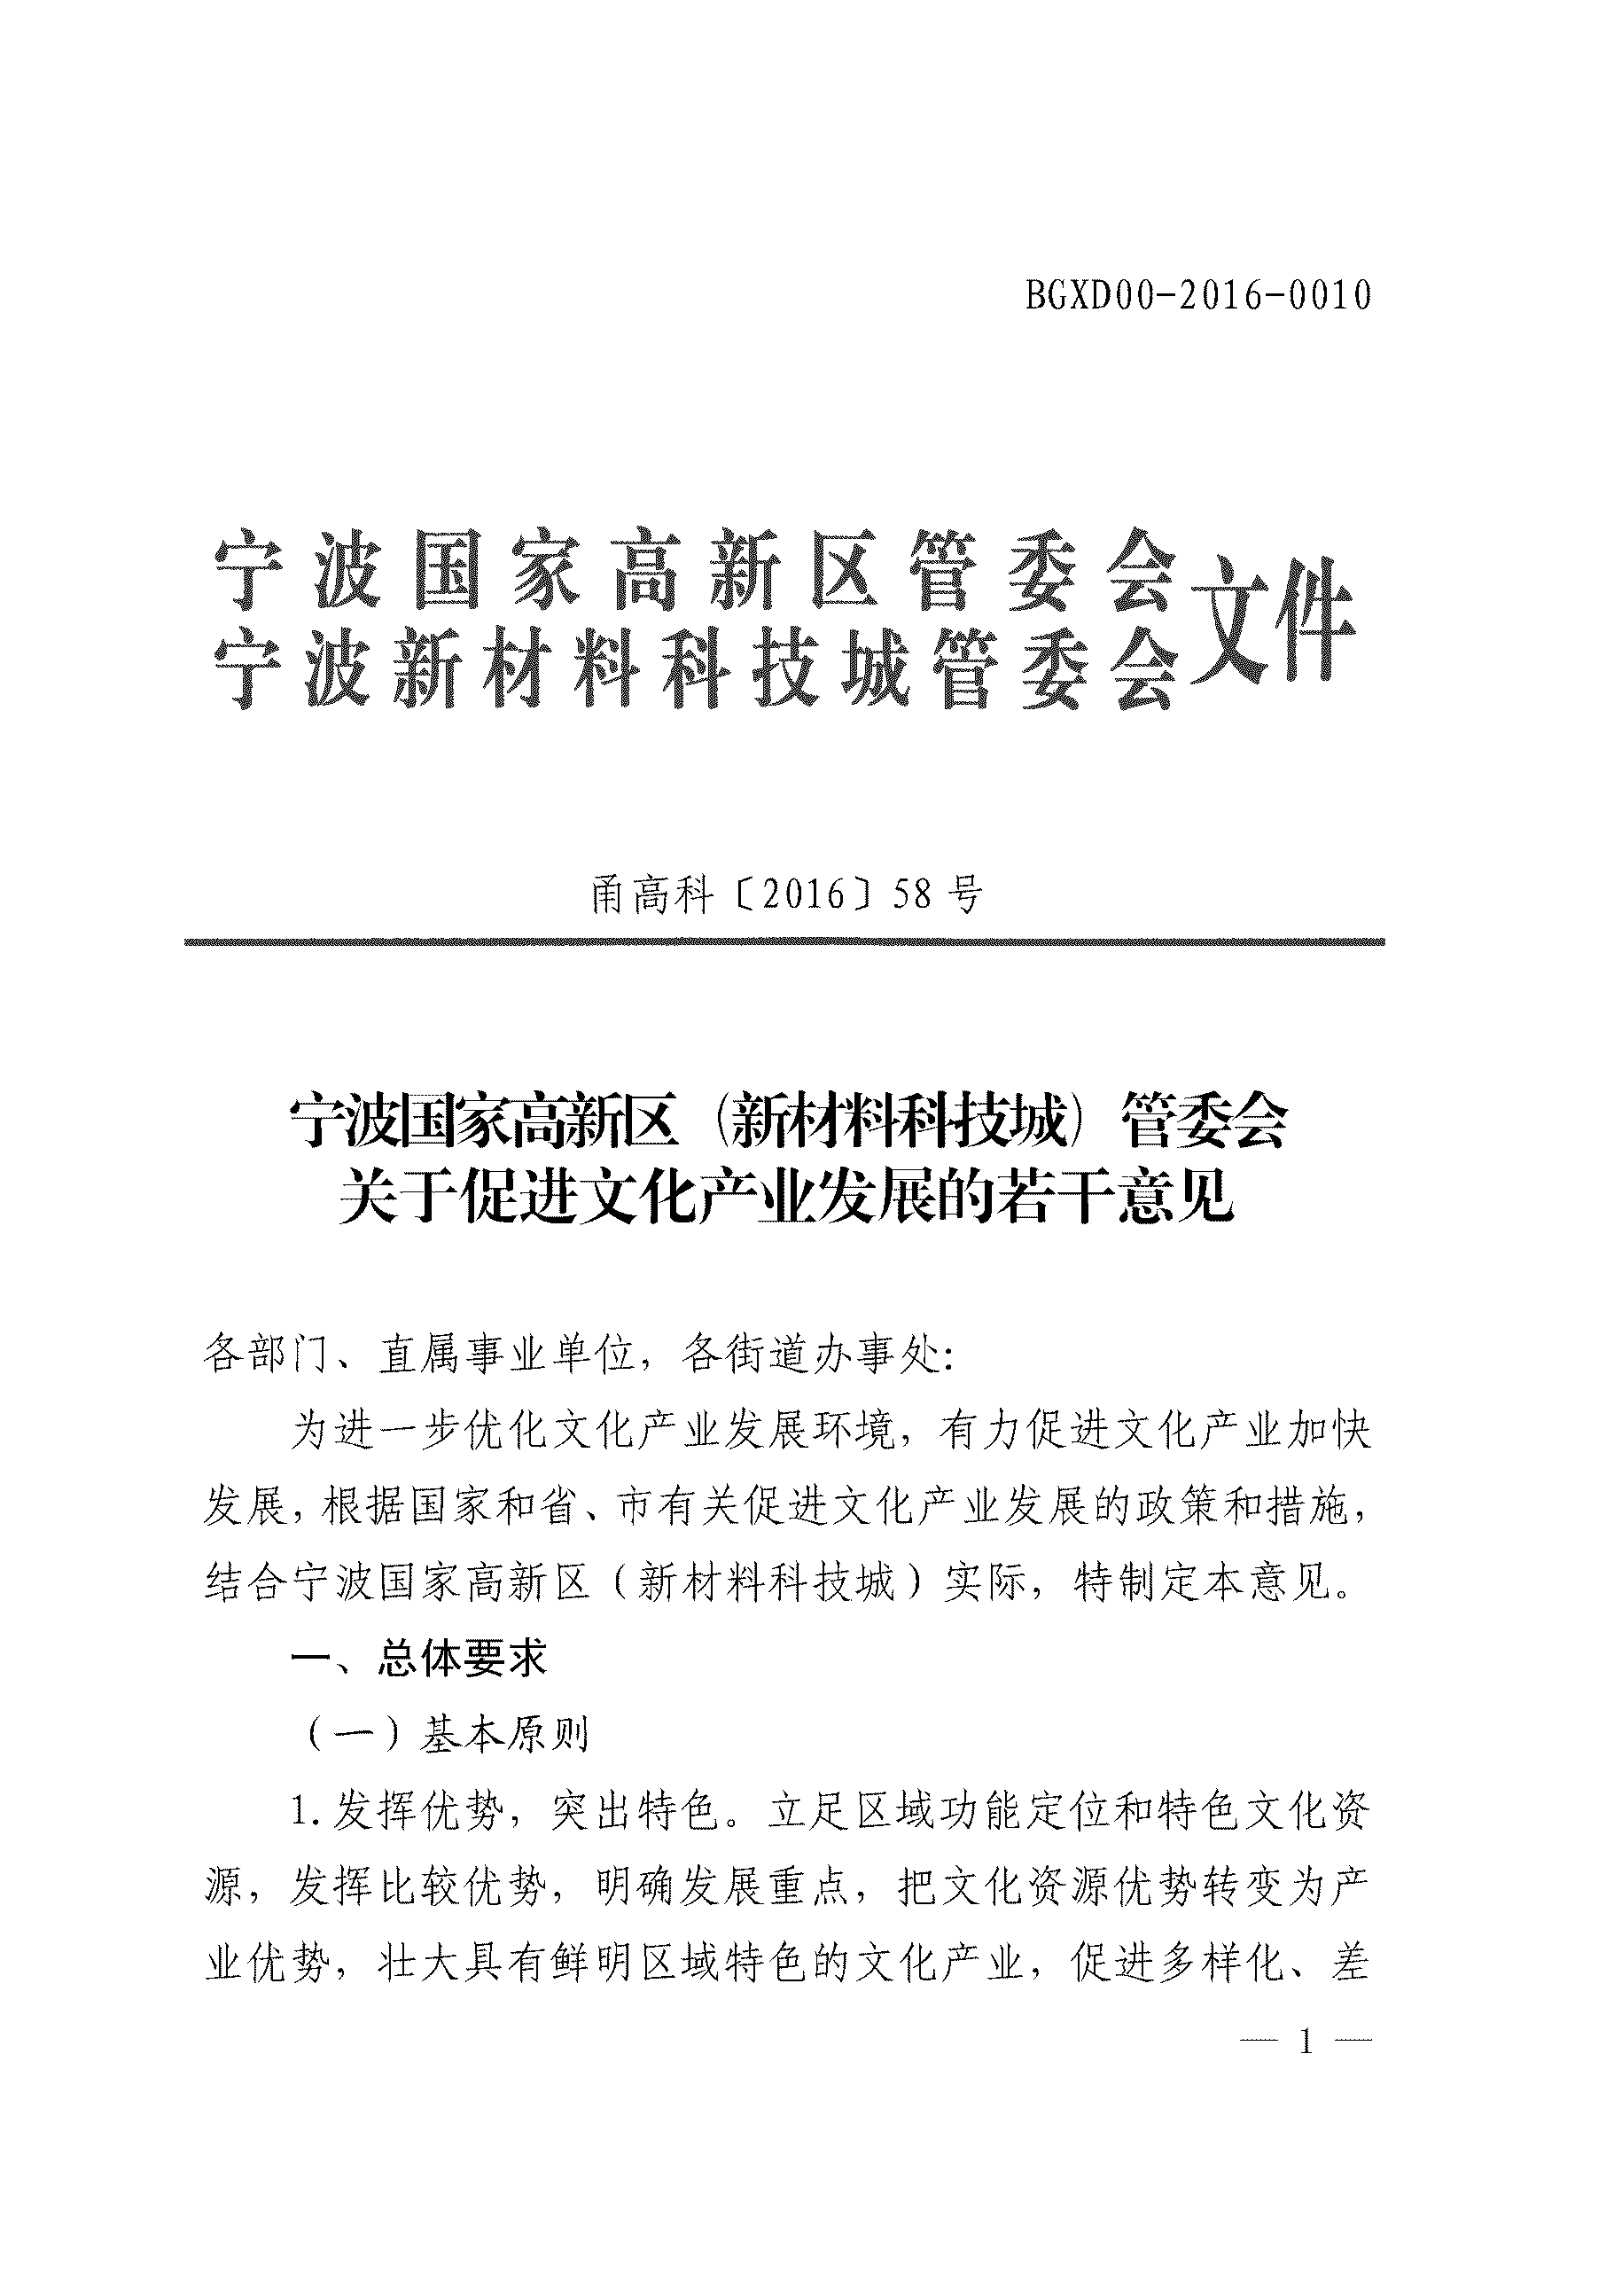 BGXD00-2016-0010
宁波国家高新区管委会
宁波新材料科技城管委会
文件
甬高科〔2016〕58号
宁波国家高新区（新材料科技城）管委会
关于促进文化产业发展的若干意见
各部门、直属事业单位，各街道办事处：
为进一步优化文化产业发展环境，有力促进文化产业加快
发展，根据国家和省、市有关促进文化产业发展的政策和措施，
结合宁波国家高新区（新材料科技城）实际，特制定本意见。
一、总体要求
（一）基本原则
1.发挥优势，突出特色。立足区域功能定位和特色文化资
源，发挥比较优势，明确发展重点，把文化资源优势转变为产
业优势，壮大具有鲜明区域特色的文化产业，促进多样化、差
— 1 —